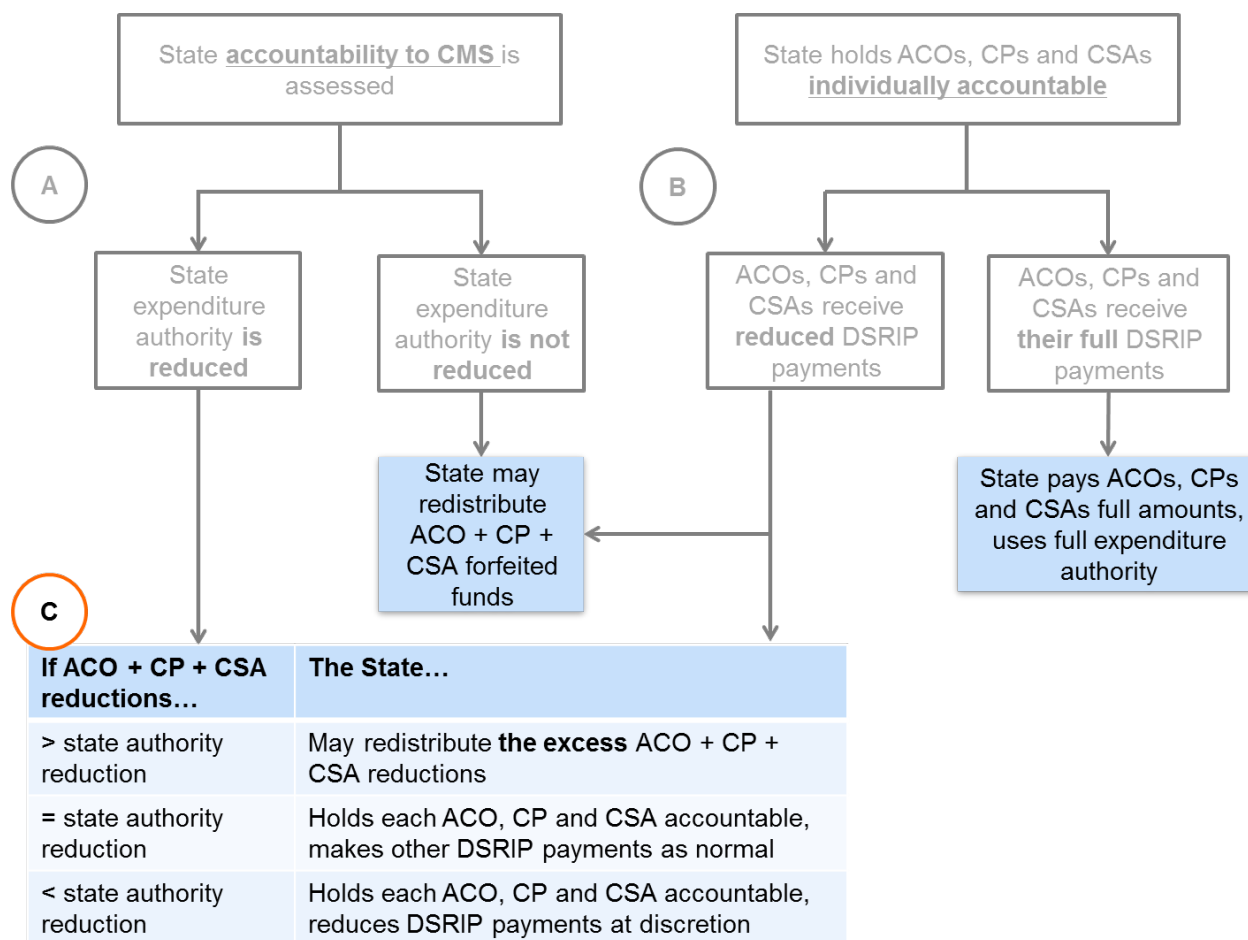 State accountability to CMS is
assessed
State holds ACOs, CPs and CSAs
individually accountable
A
B
State
expenditure
authority is
reduced
State
expenditure
authority is not
reduced
ACOs, CPs and
CSAs receive
reduced DSRIP
payments
ACOs, CPs and
CSAs receive
their full DSRIP
payments
State may
redistribute
ACO + CP +
CSA forfeited
funds
State pays ACOs, CPs
and CSAs full amounts,
uses full expenditure
authority
C
If ACO + CP + CSA
reductions…
The State…
> state authority
reduction
May redistribute the excess ACO + CP +
CSA reductions
= state authority
reduction
Holds each ACO, CP and CSA accountable,
makes other DSRIP payments as normal
< state authority
reduction
Holds each ACO, CP and CSA accountable,
reduces DSRIP payments at discretion